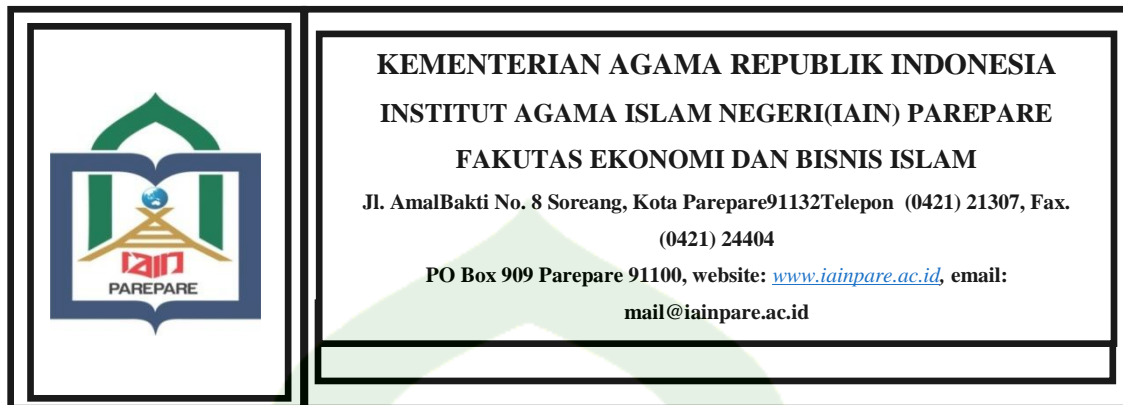 KEMENTERIAN AGAMA REPUBLIK INDONESIA
INSTITUT AGAMA ISLAM NEGERI(IAIN) PAREPARE
FAKUTAS EKONOMI DAN BISNIS ISLAM
Jl. AmalBakti No. 8 Soreang, Kota Parepare91132Telepon (0421) 21307, Fax.
(0421) 24404
PO Box 909 Parepare 91100, website: www.iainpare.ac.id, email:
mail@iainpare.ac.id
IAIN
PAREPARE